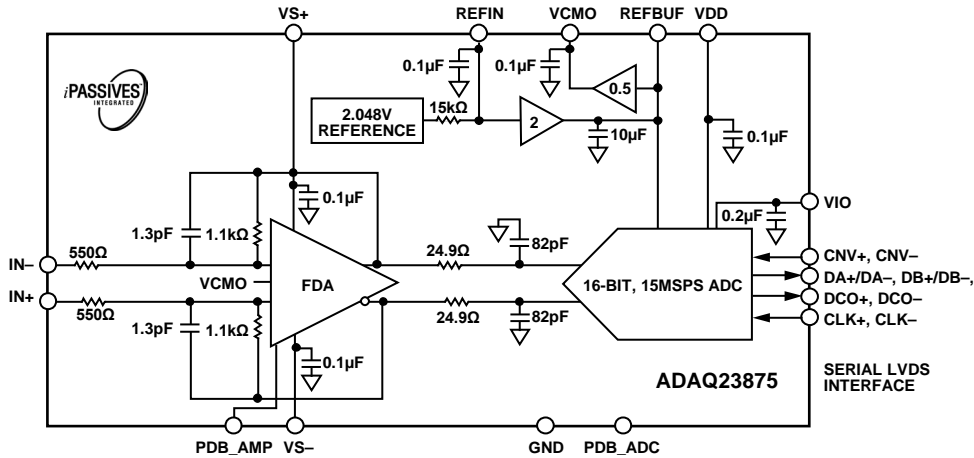 VS+ REFIN VCMO REFBUF VDD
iPASSIVES™
INTEGRATED
0.1µF 0.1µF
0.5
15kΩ
2.048V
REFERENCE
2
10µF
0.1µF
0.1µF
VIO
0.2µF
1.3pF 1.1kΩ
82pF
24.9Ω
550Ω
IN–
CNV+, CNV–
VCMO
FDA
16-BIT, 15MSPS ADC
DA+/DA–, DB+/DB–,
IN+
DCO+, DCO–
550Ω
24.9Ω
82pF
CLK+, CLK–
1.3pF 1.1kΩ
0.1µF
ADAQ23875
SERIAL LVDS
INTERFACE
PDB_AMP VS– GND PDB_ADC